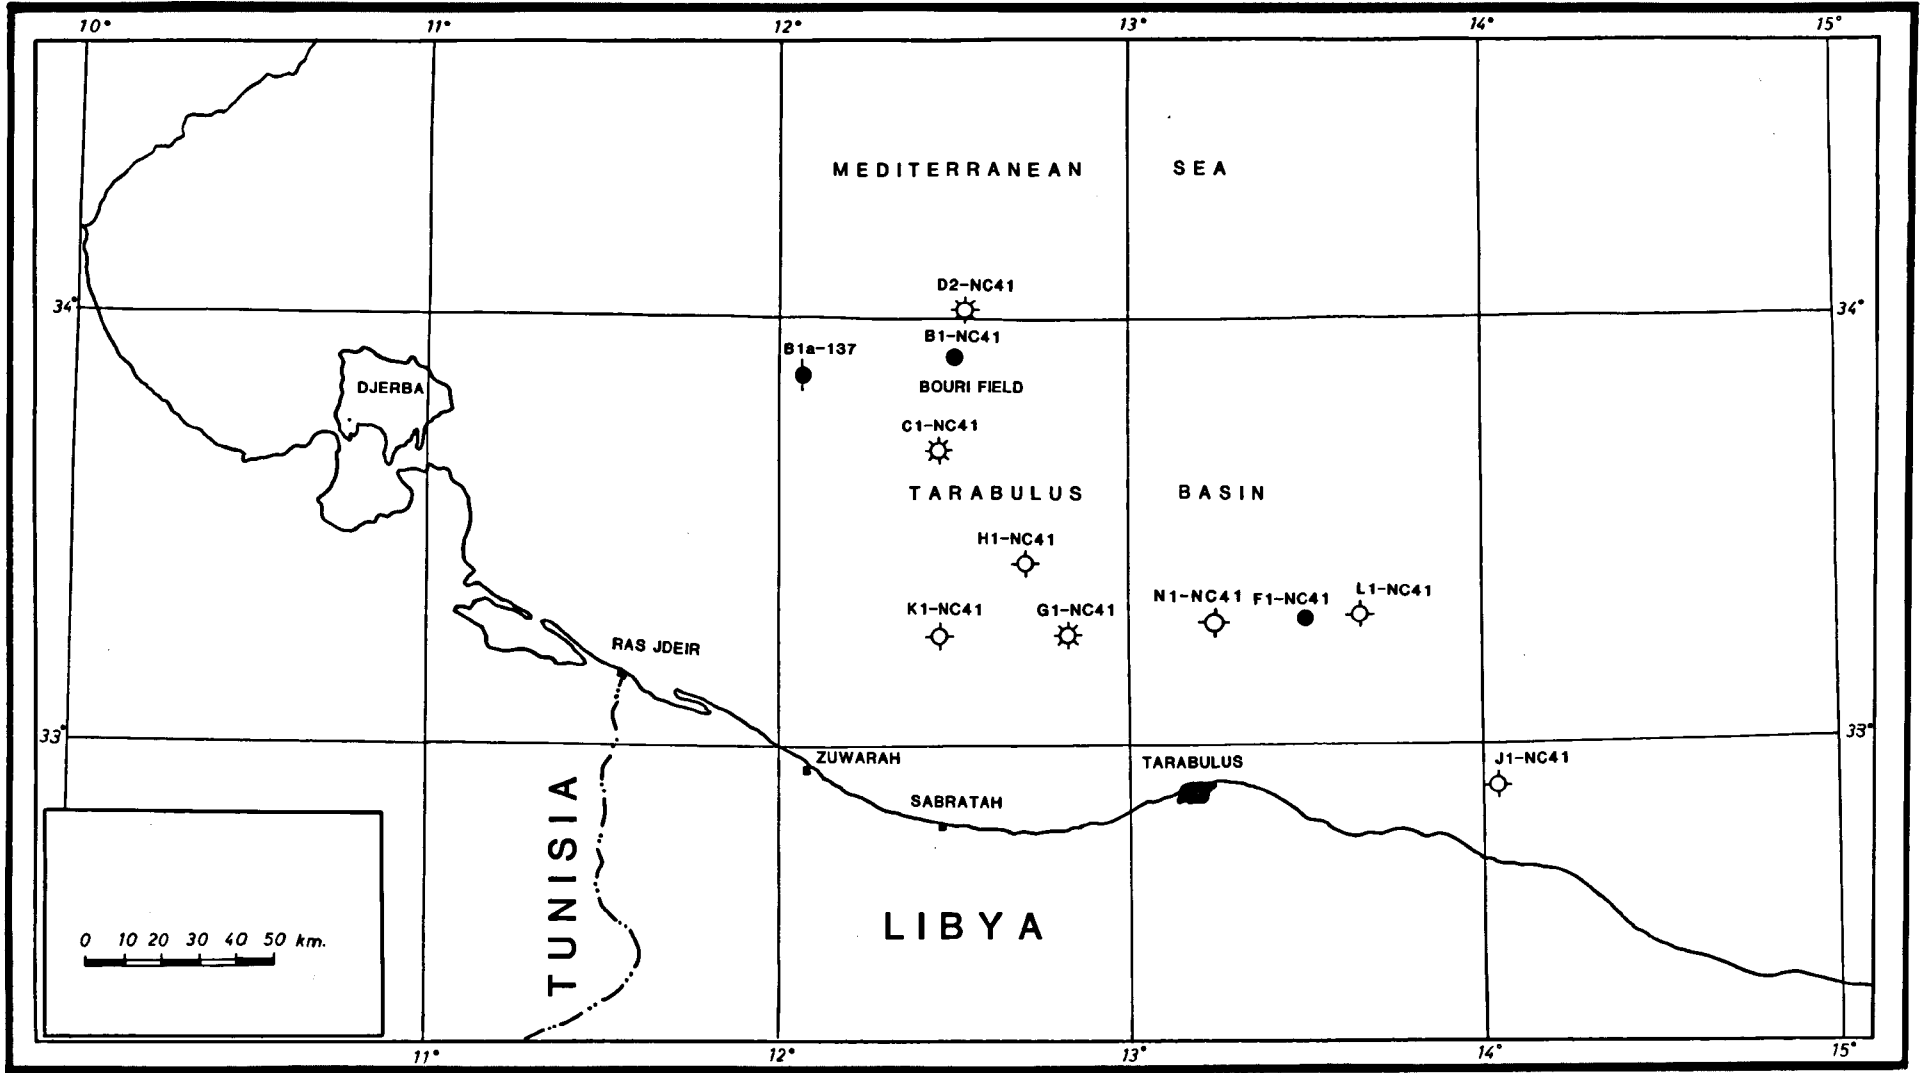 10° 11° 12° 13° 14° 15°
MEDITERRANEAN SEA
D2-NC41
34° 34°
B1-NC41
B1a-137
DJERBA
BOURI FIELD
C1-NC41
TARABULUS BASIN
H1-NC41
L1-NC41
N1-NC41 F1-NC41
K1-NC41 G1-NC41
RAS JDEIR
33° 33°
ZUWARAH
TARABULUS
J1-NC41
SABRATAH
TUNISIA
LIBYA
0 10 20 30 40 50 km.
11° 12° 13° 14° 15°